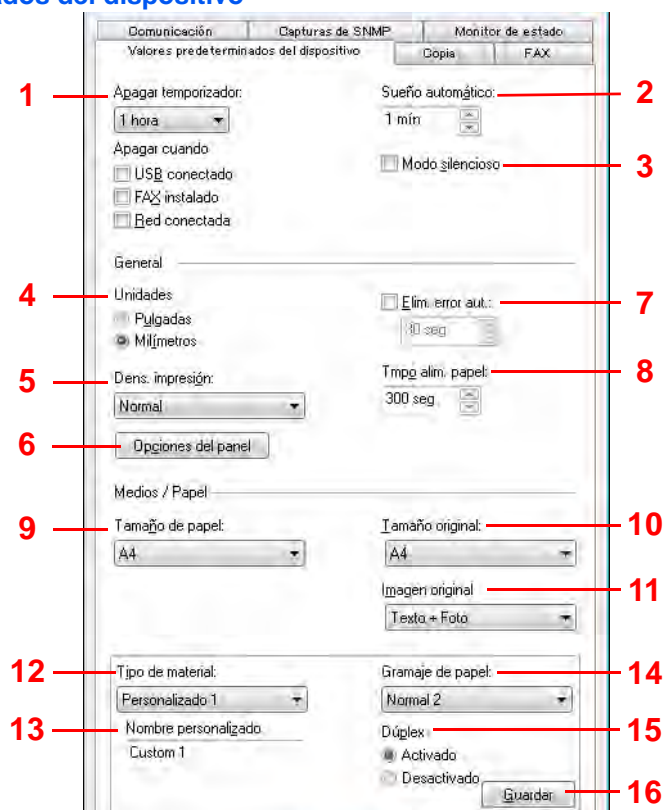 ados del dispositivo
Comunicación Capturas de SNMP Monitor de estado
Valores predeterminados del dispositivo Copia FAX
1 Apagar temporizador: Sueño automático: 2
1 hora 1 mín
Apagar cuando
USB conectado Modo silencioso 3
FAX instalado
Red conectada
General
4 Unidades Elim. error aut.: 7
Pulgadas 30 seg
Milímetros
5 Dens. impresión: Tmpo alim. papel: 8
Normal 300 seg
6 Opciones del panel
Medios / Papel
9 Tamaño de papel: Tamaño original: 10
A4 A4
Imagen original 11
Texto + Foto
12 Tipo de material: Gramaje de papel: 14
Personalizado 1 Normal 2
13 Nombre personalizado Dúplex 15
Custom 1 Activado
Desactivado
Guardar 16